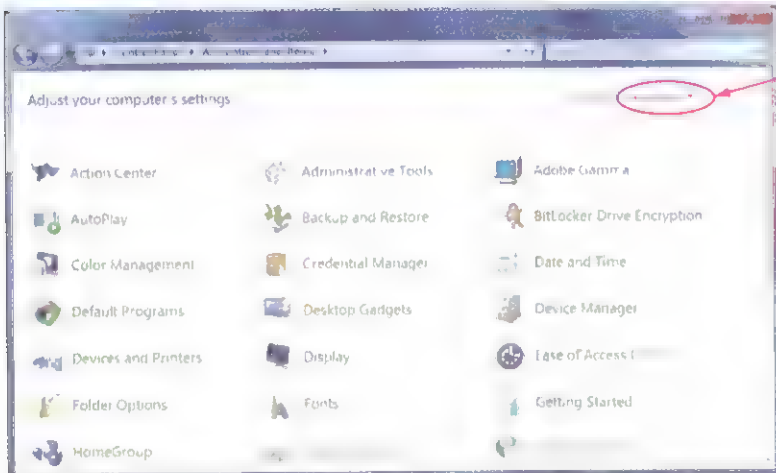 Adjust your computer s settings
Action Center
Administrative Tools
Adobe Gamma
AutoPlay
Backup and Restore
BitLocker Drive Encryption
Color Management
Credential Manager
Date and Time
Default Programs
Desktop Gadgets
Device Manager
Devices and Printers
Display
Ease of Access
Folder Options
Fonts
Getting Started
HomeGroup